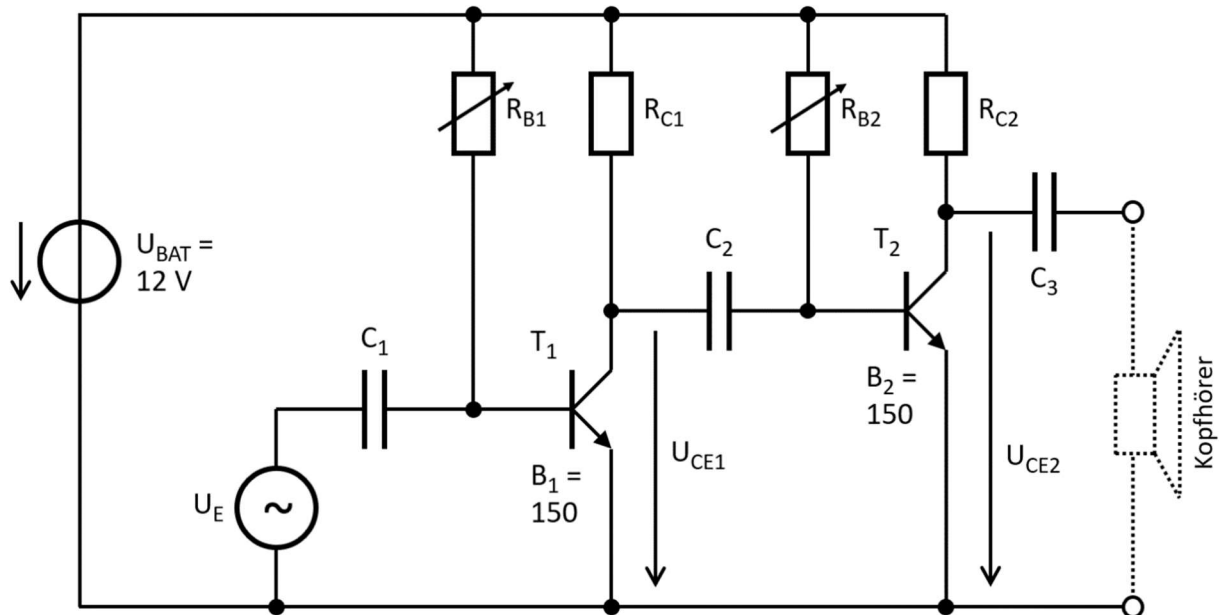 R_B1
R_C1
R_B2
R_C2
U_BAT =
12 V
C_1
T_1
C_2
T_2
C_3
B_1 =
150
U_CE1
B_2 =
150
U_CE2
U_E
~
Kopfhörer